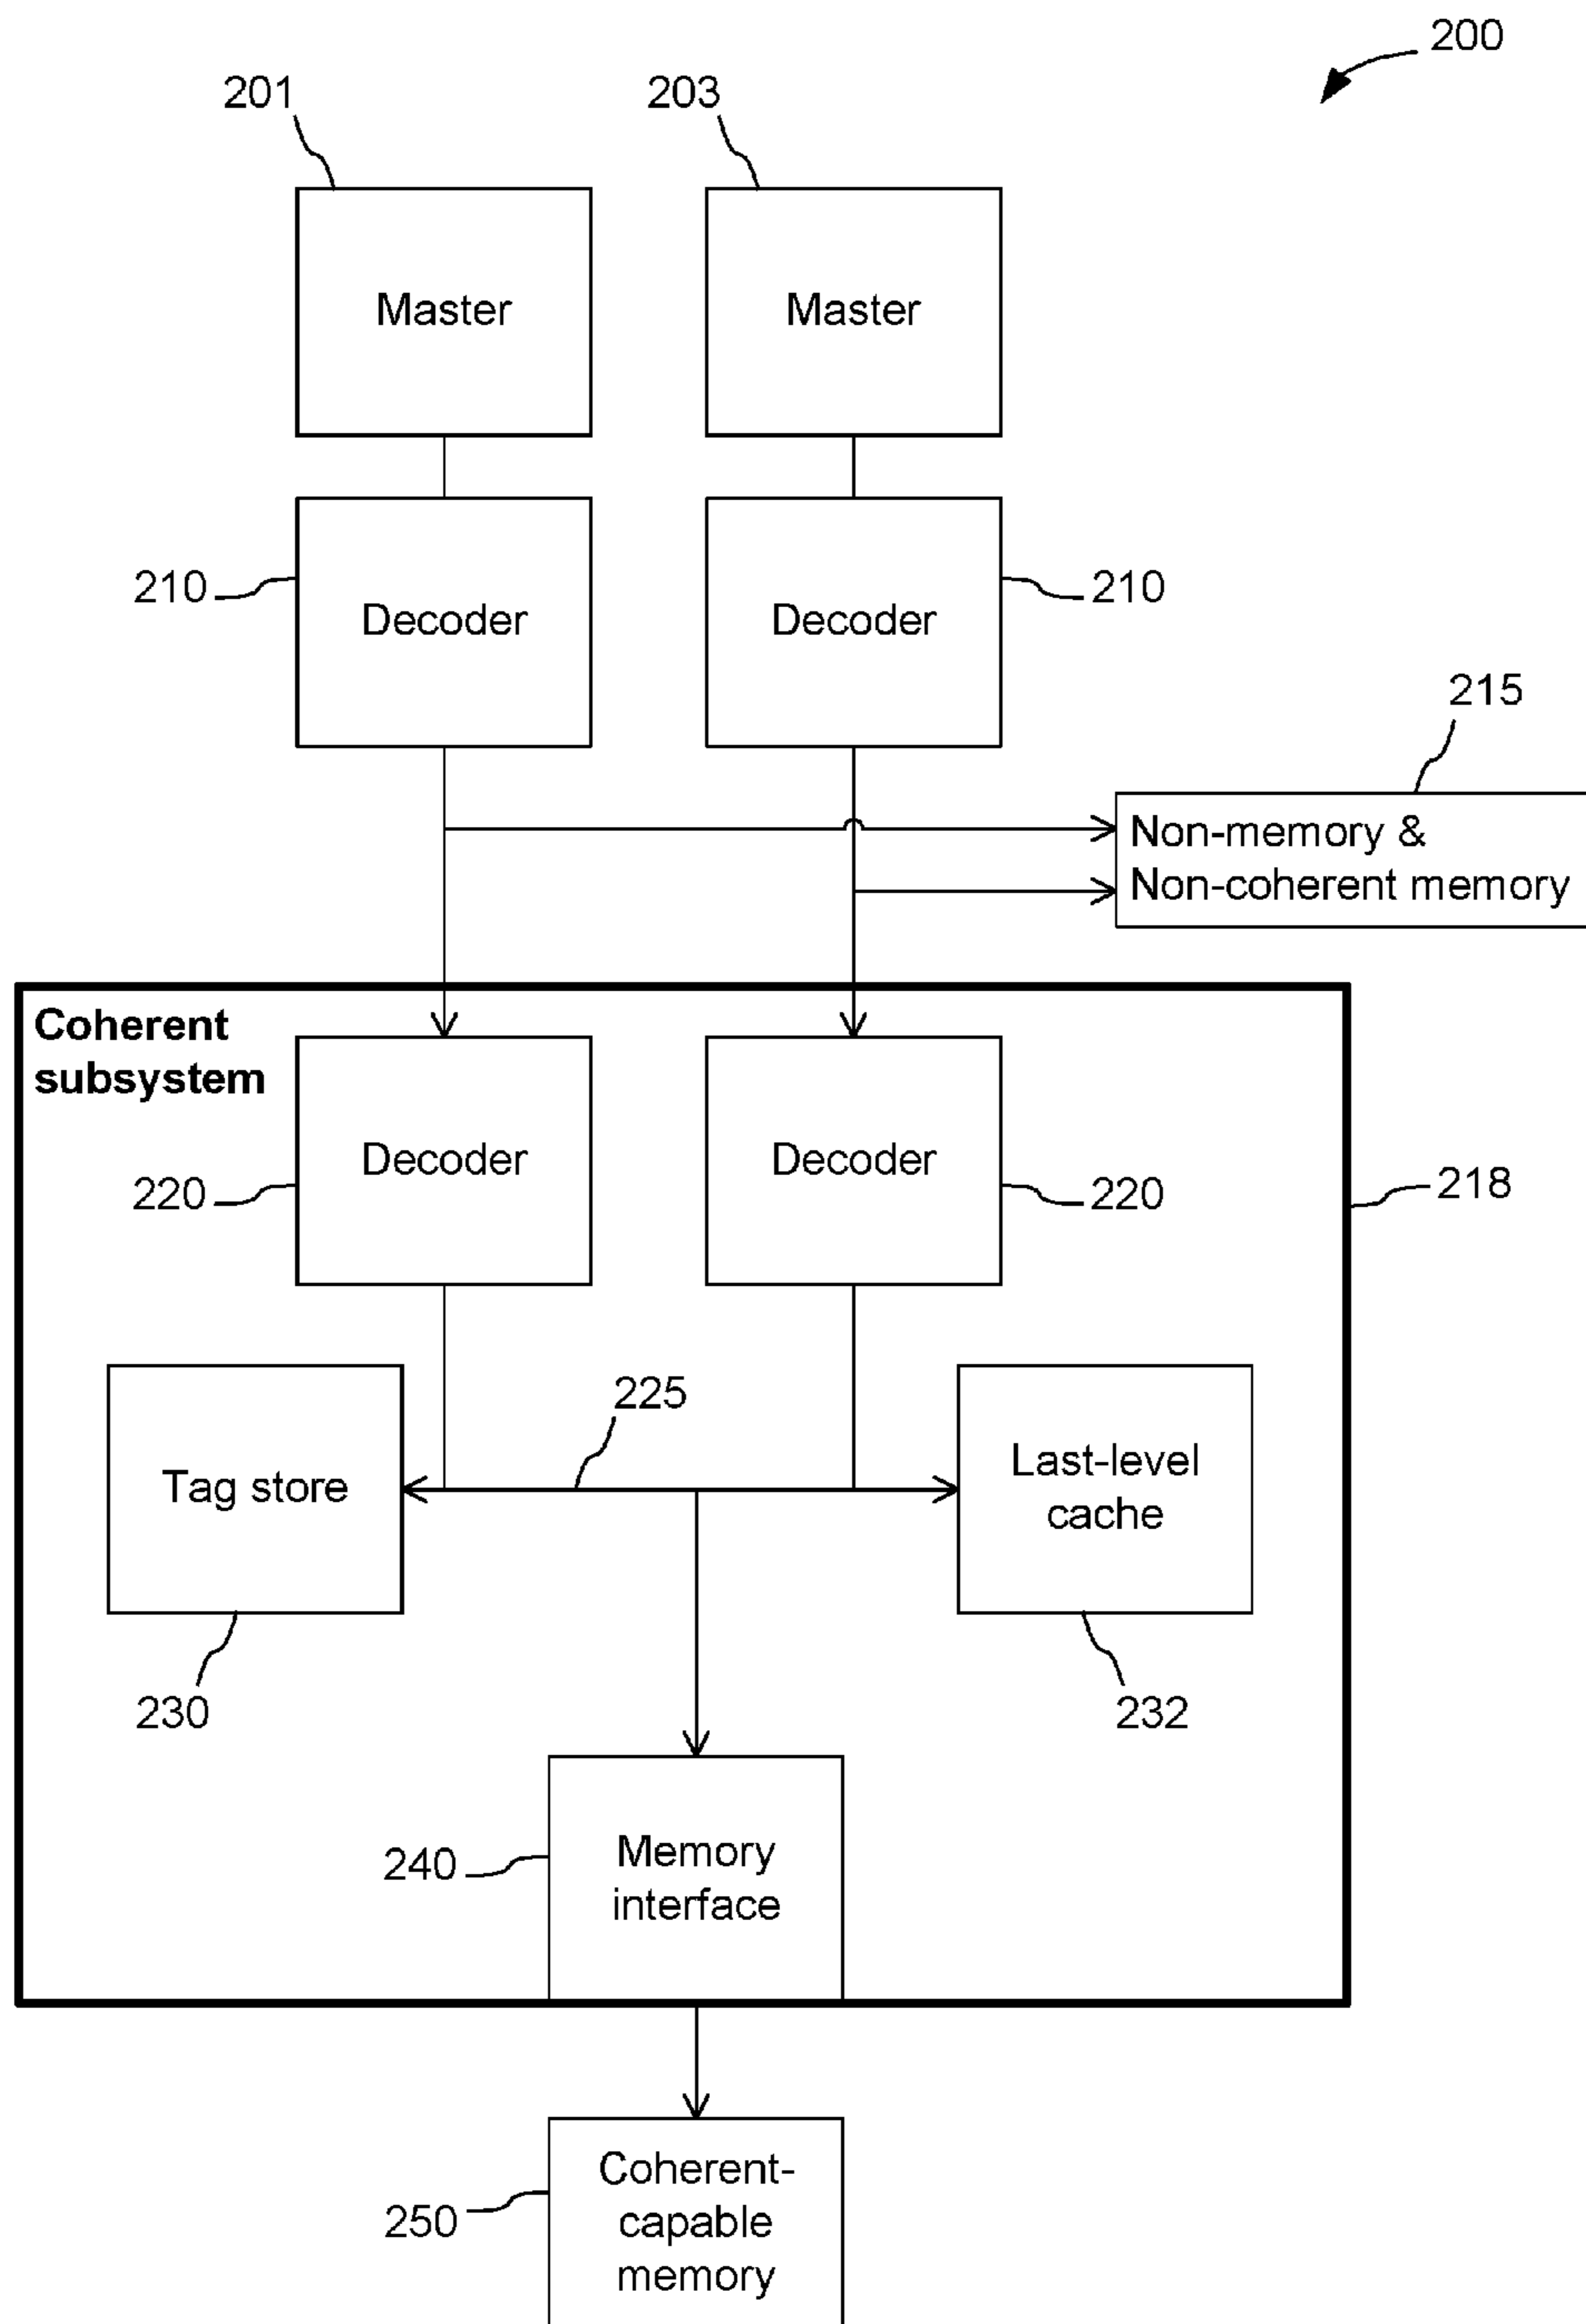 200
201
203
Master
Master
210
Decoder
Decoder
210
215
Non-memory &
Non-coherent memory
Coherent
subsystem
Decoder
Decoder
220
220
218
225
Tag store
Last-level
cache
230
232
240
Memory
interface
250
Coherent-
capable
memory